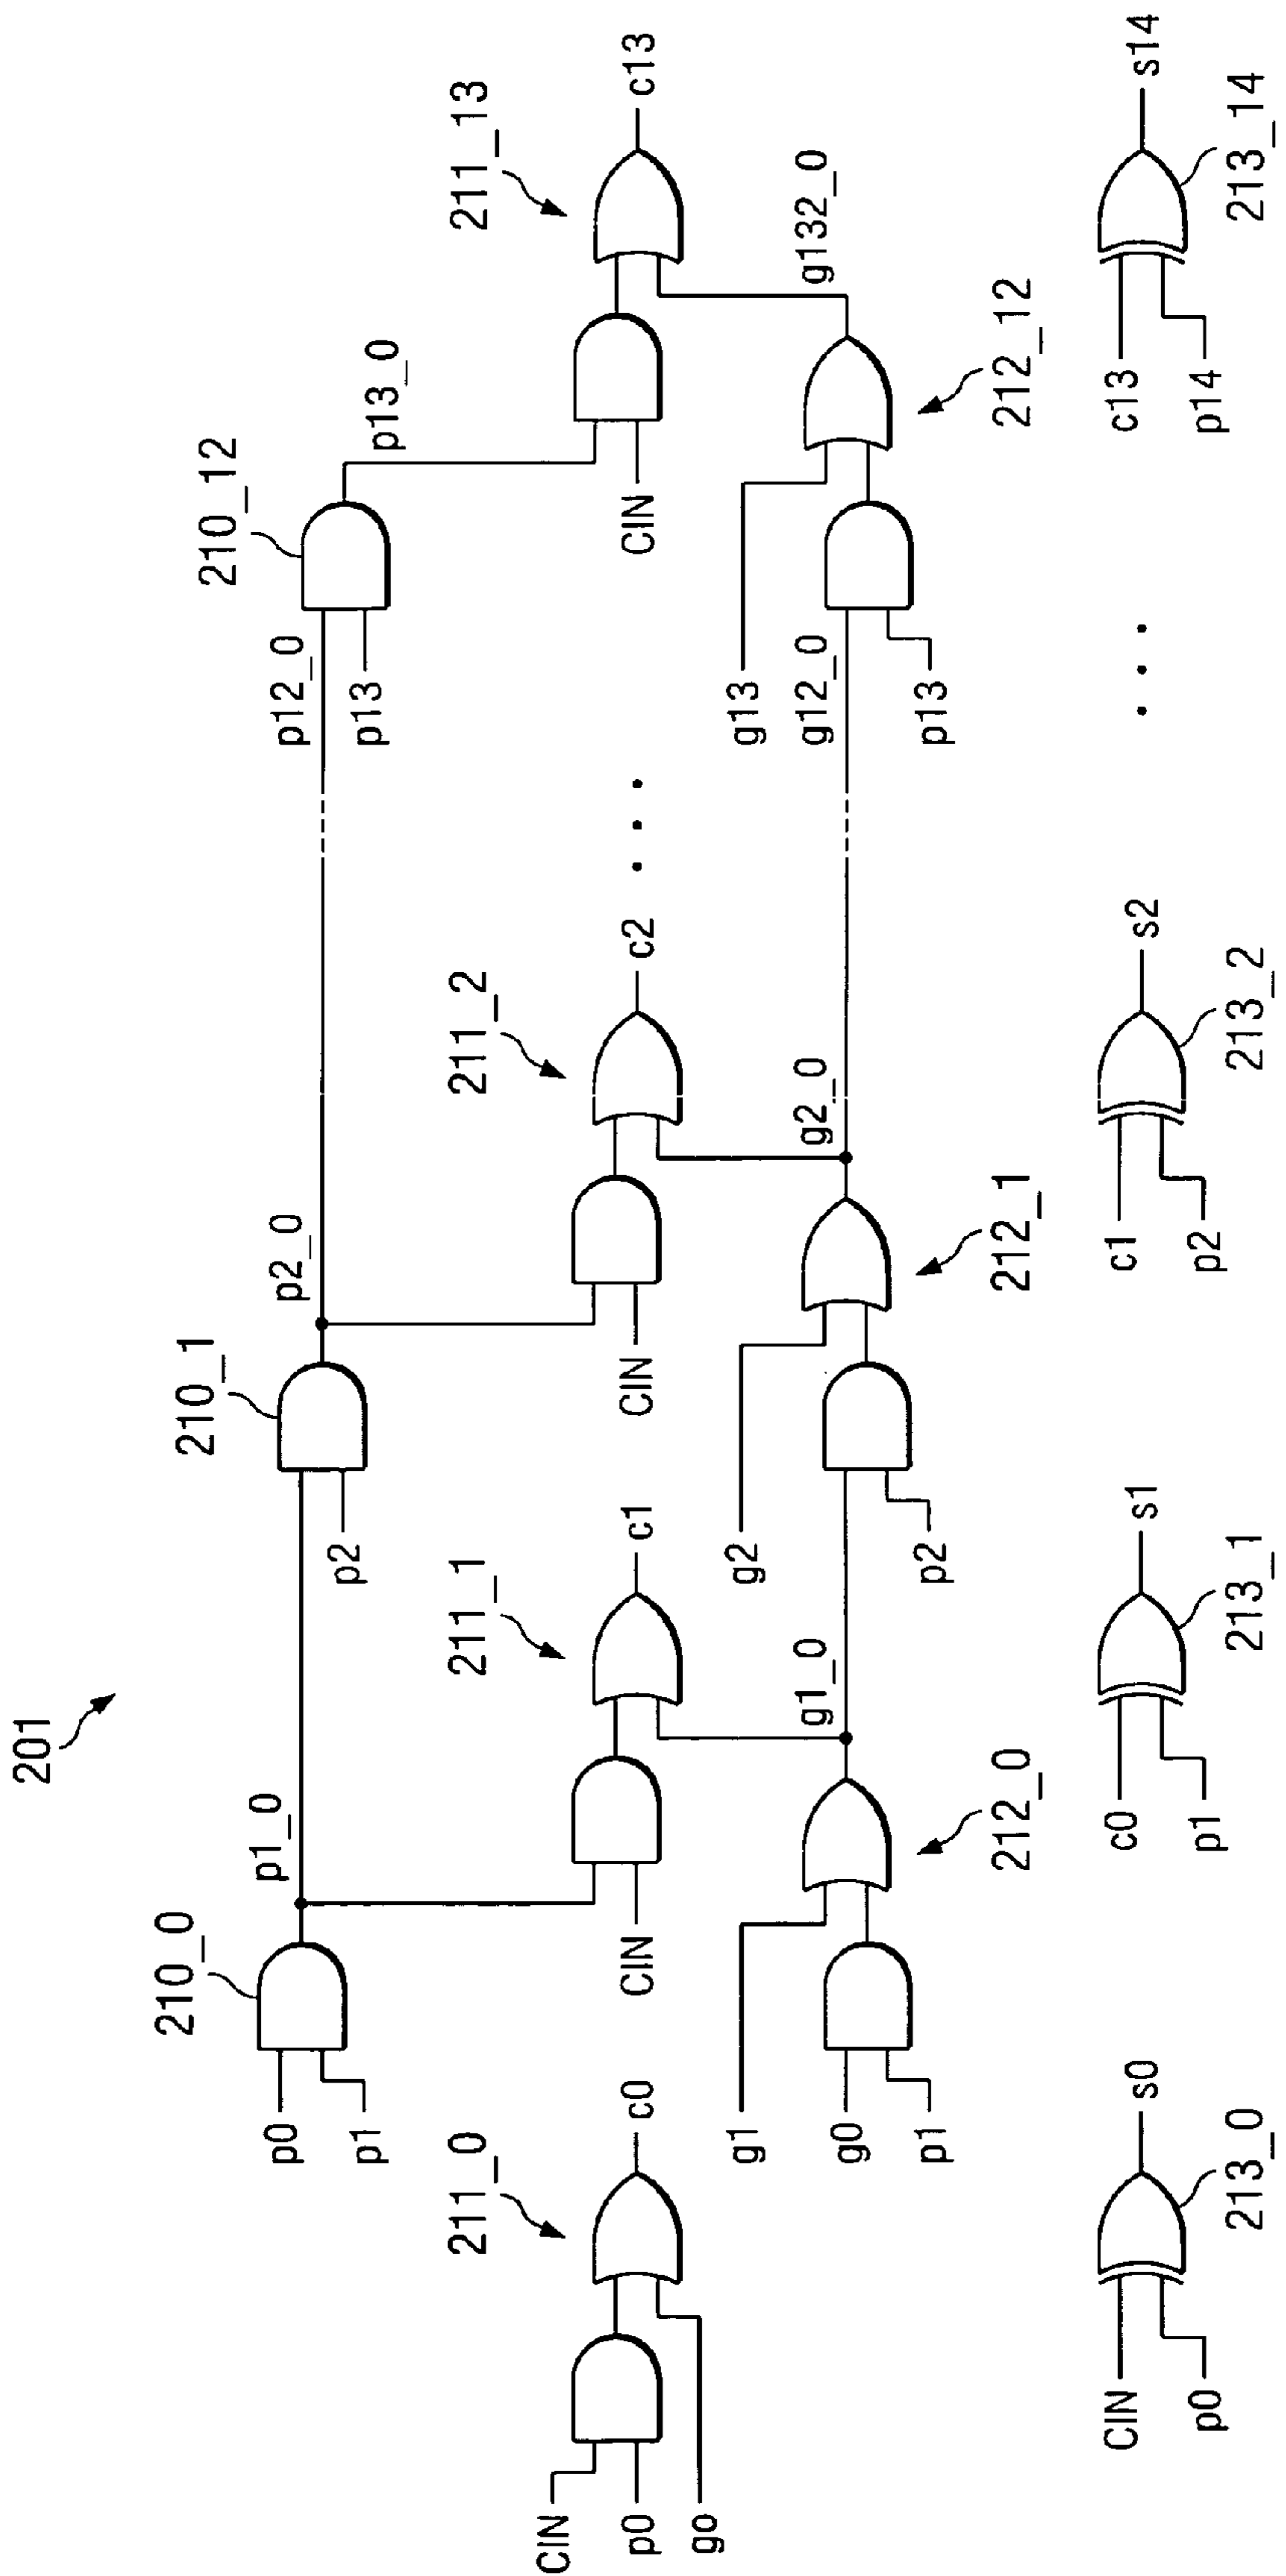 201
210_0
210_1
210_12
p0
p1
p1_0
p2
p2_0
p12_0
p13
p13_0
211_0
211_1
211_2
211_13
CIN
p0
go
c0
CIN
c1
CIN
c2
• • •
CIN
c13
g1
g0
p1
g1_0
g2
p2
g2_0
g13
g12_0
p13
g132_0
212_0
212_1
212_12
CIN
p0
s0
c0
p1
s1
c1
p2
s2
• • •
c13
p14
s14
213_0
213_1
213_2
213_14